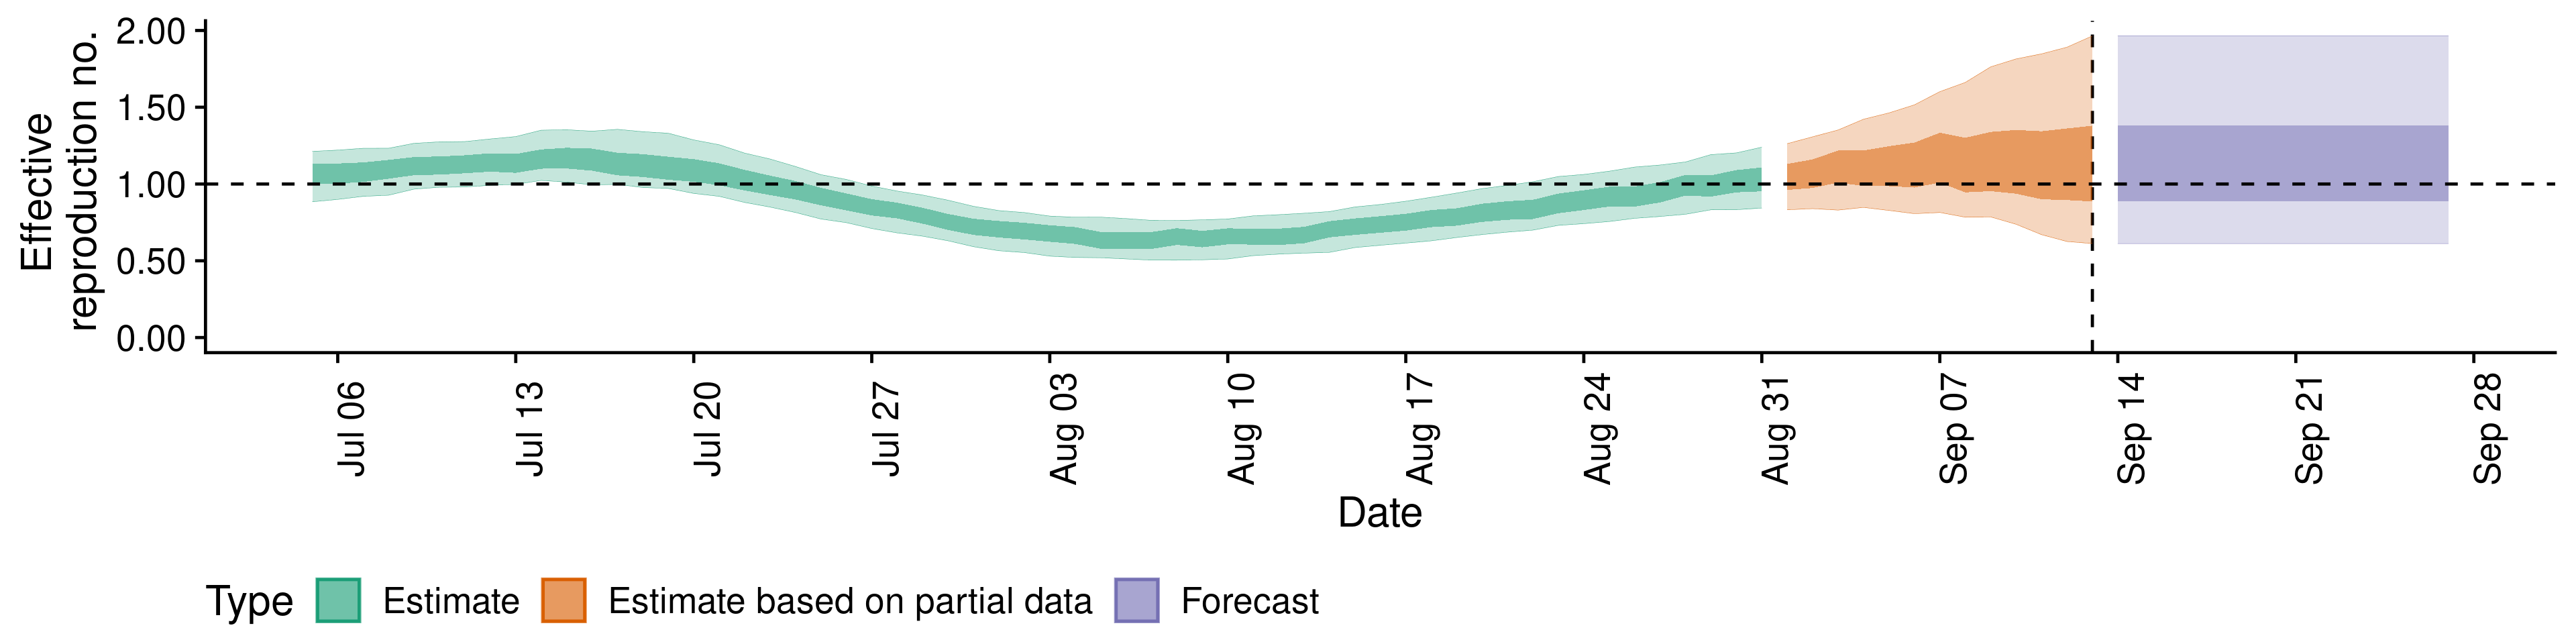 Effective
reproduction no.
2.00
1.50
1.00
0.50
0.00
Jul 06
Jul 13
Jul 20
Jul 27
Aug 03
Aug 10
Aug 17
Aug 24
Aug 31
Sep 07
Sep 14
Sep 21
Sep 28
Date
Type Estimate Estimate based on partial data Forecast